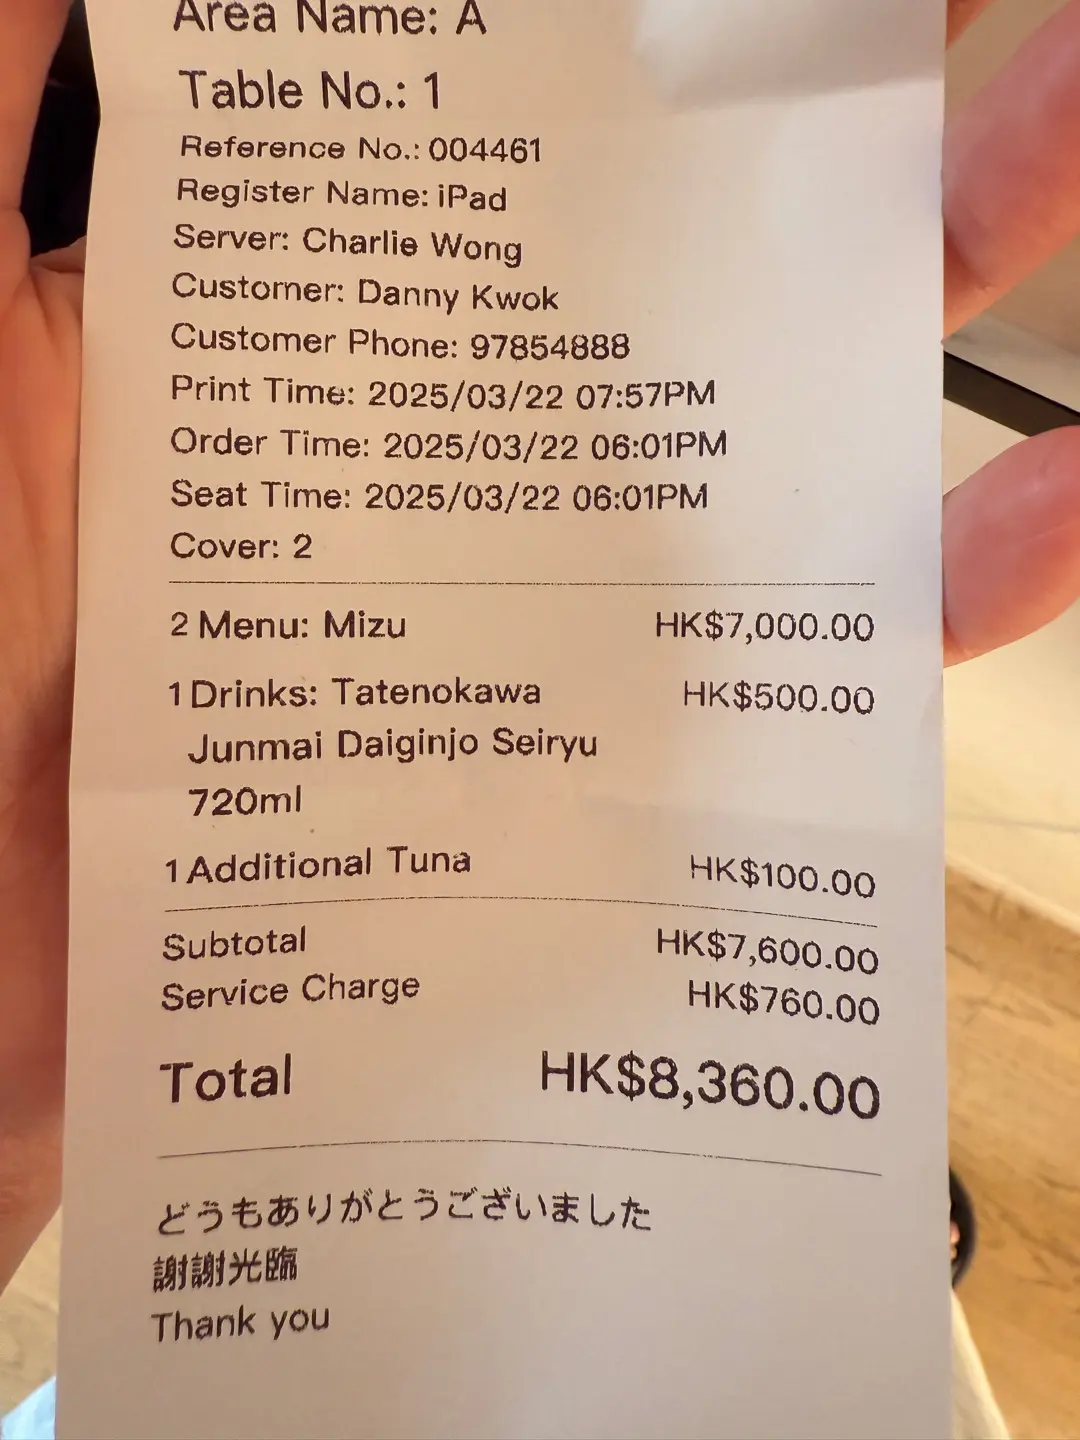 Area Name: A
Table No.: 1
Reference No.: 004461
Register Name: iPad
Server: Charlie Wong
Customer: Danny Kwok
Customer Phone: 97854888
Print Time: 2025/03/22 07:57PM
Order Time: 2025/03/22 06:01PM
Seat Time: 2025/03/22 06:01PM
Cover: 2
2 Menu: Mizu HK$7,000.00
1 Drinks: Tatenokawa HK$500.00
Junmai Daiginjo Seiryu
720ml
1 Additional Tuna HK$100.00
Subtotal HK$7,600.00
Service Charge HK$760.00
Total HK$8,360.00
どうもありがとうございました
謝謝光臨
Thank you